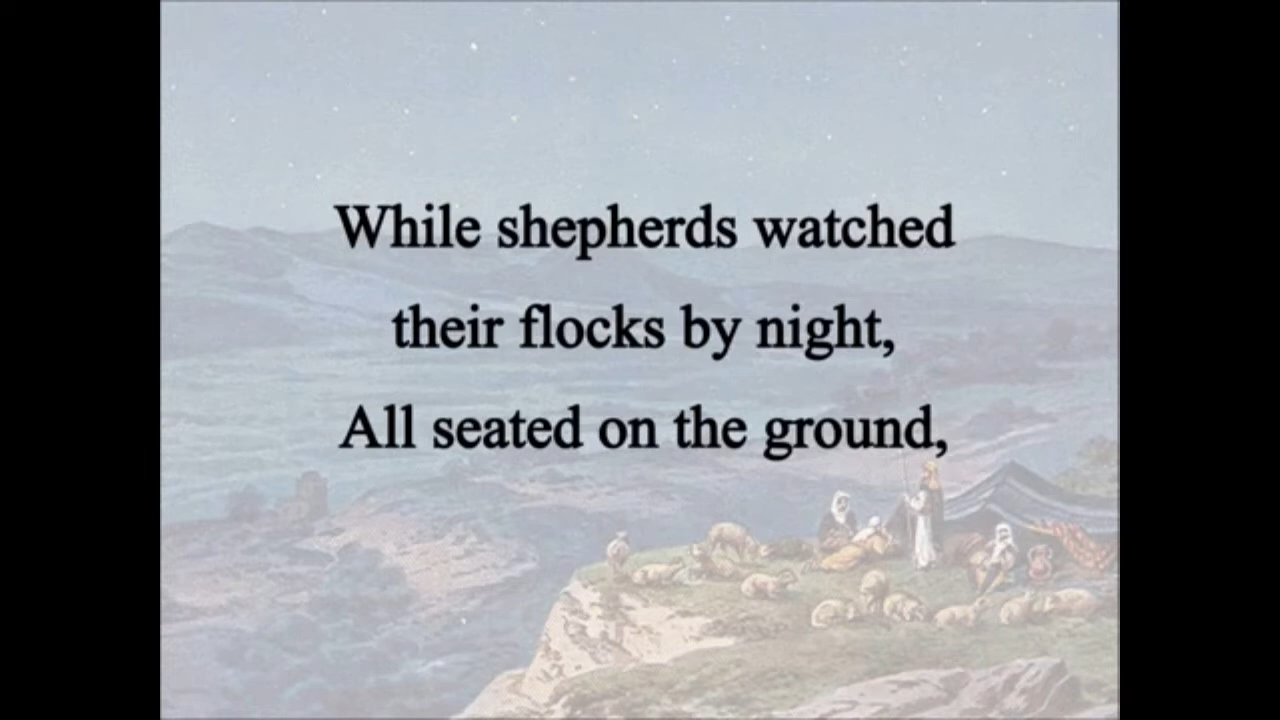 While shepherds watched
their flocks by night,
All seated on the ground,